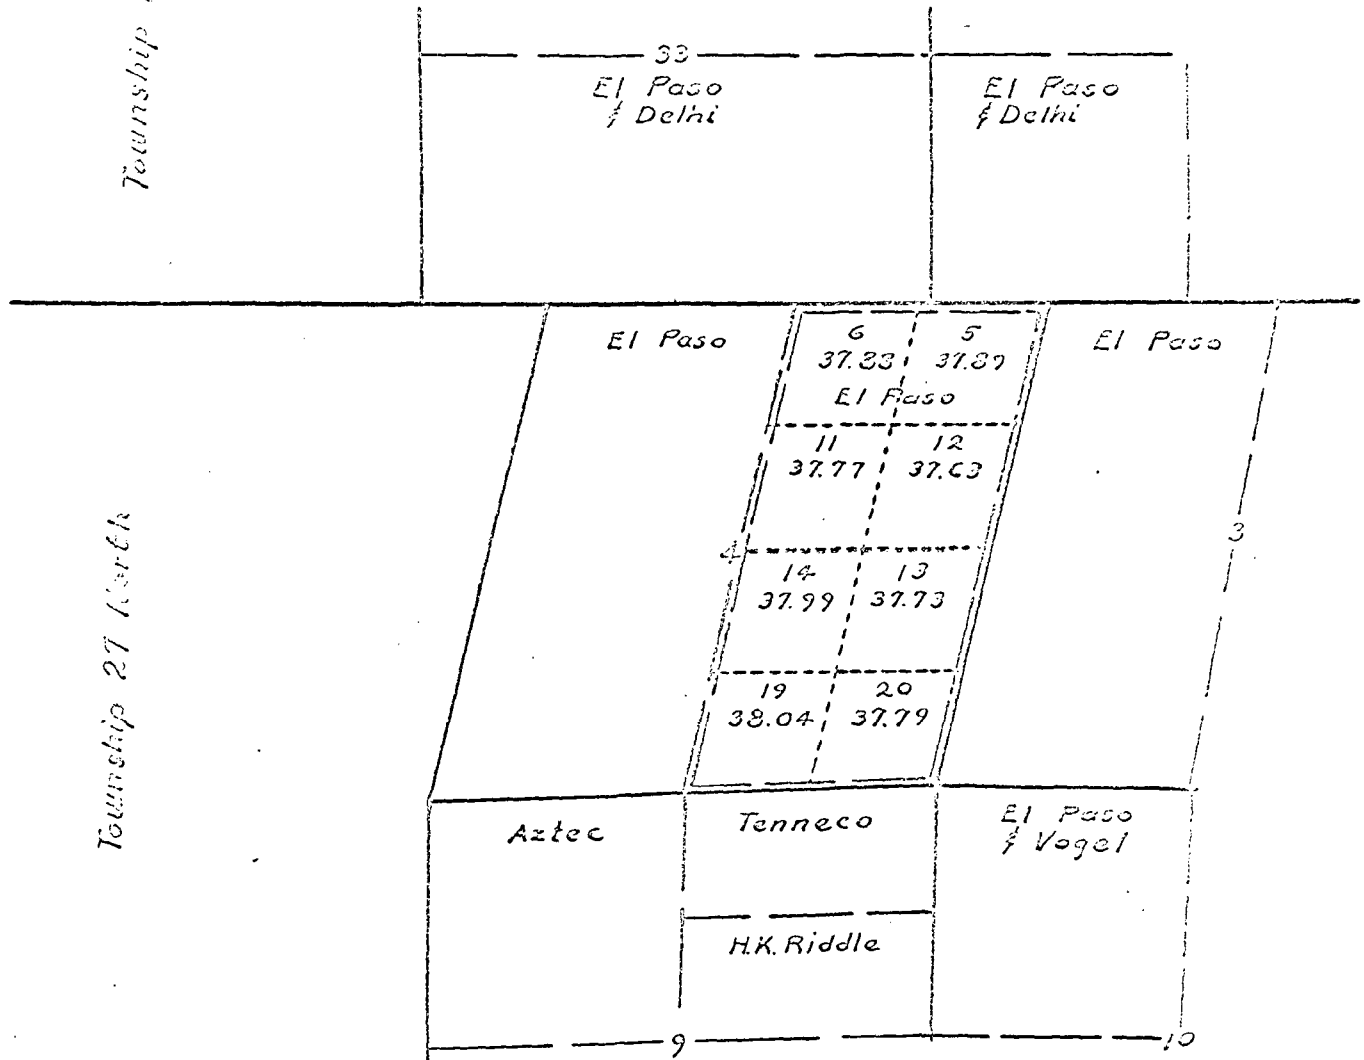 Township
33
El Paso
& Delhi
El Paso
& Delhi
El Paso
6
37.83
5
37.89
El Paso
El Paso
11
37.77
12
37.63
4
3
14
37.99
13
37.73
Township 27 North
19
38.04
20
37.79
Aztec
Tenneco
El Paso
& Vogel
H.K. Riddle
9
10